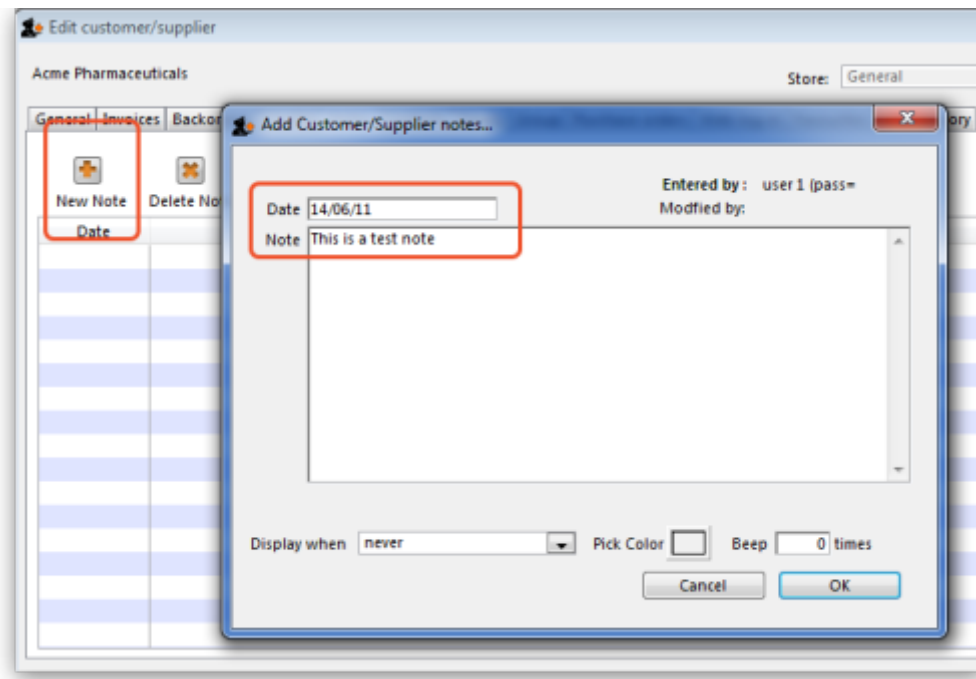 Edit customer/supplier
Acme Pharmaceuticals
Store: General
General Invoices Backor
Add Customer/Supplier notes...
ory
New Note Delete No
Entered by : user 1 (pass=
Modfied by:
Date 14/06/11
Date
Note This is a test note
Display when never Pick Color Beep 0 times
Cancel OK